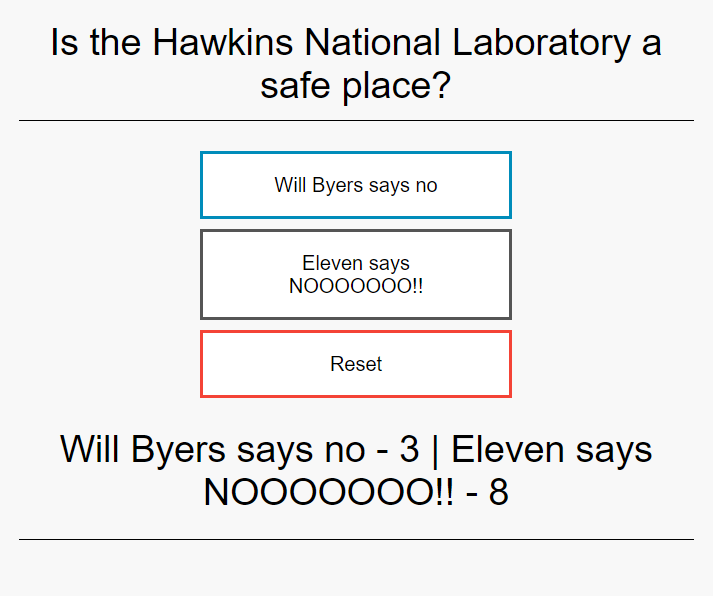 Is the Hawkins National Laboratory a
safe place?
Will Byers says no
Eleven says
NOOOOOOO!!
Reset
Will Byers says no - 3 | Eleven says
NOOOOOOO!! - 8